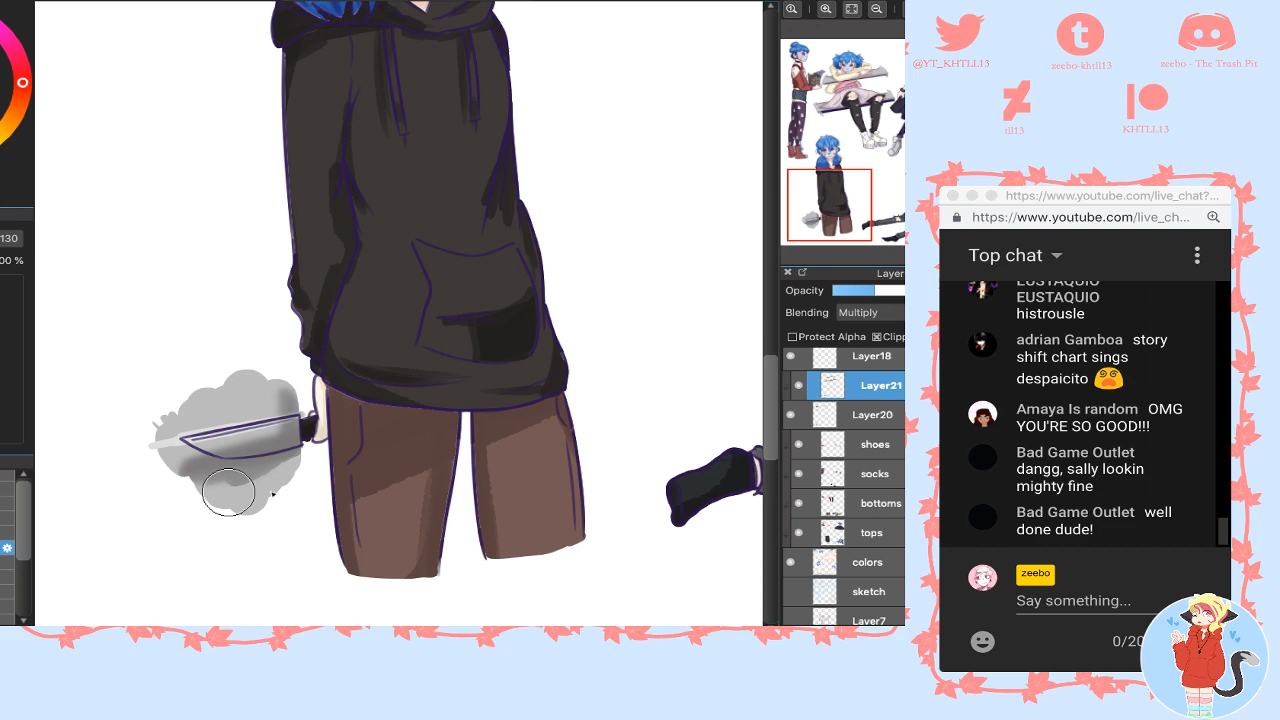 @YT_KHTLL13
zeebo-khtll13
zeebo - The Trash Pit
tll13
KHTLL13
130
00 %
Layer
Opacity
Blending Multiply
Protect Alpha Clipp
Layer18
Layer21
Layer20
shoes
socks
bottoms
tops
colors
sketch
Layer7
https://www.youtube.com/live_chat?...
https://www.youtube.com/live_ch...
Top chat
EUSTAQUIO
EUSTAQUIO
histrousle
adrian Gamboa story
shift chart sings
despaicito
Amaya Is random OMG
YOU'RE SO GOOD!!!
Bad Game Outlet
dangg, sally lookin
mighty fine
Bad Game Outlet well
done dude!
zeebo
Say something...
0/20